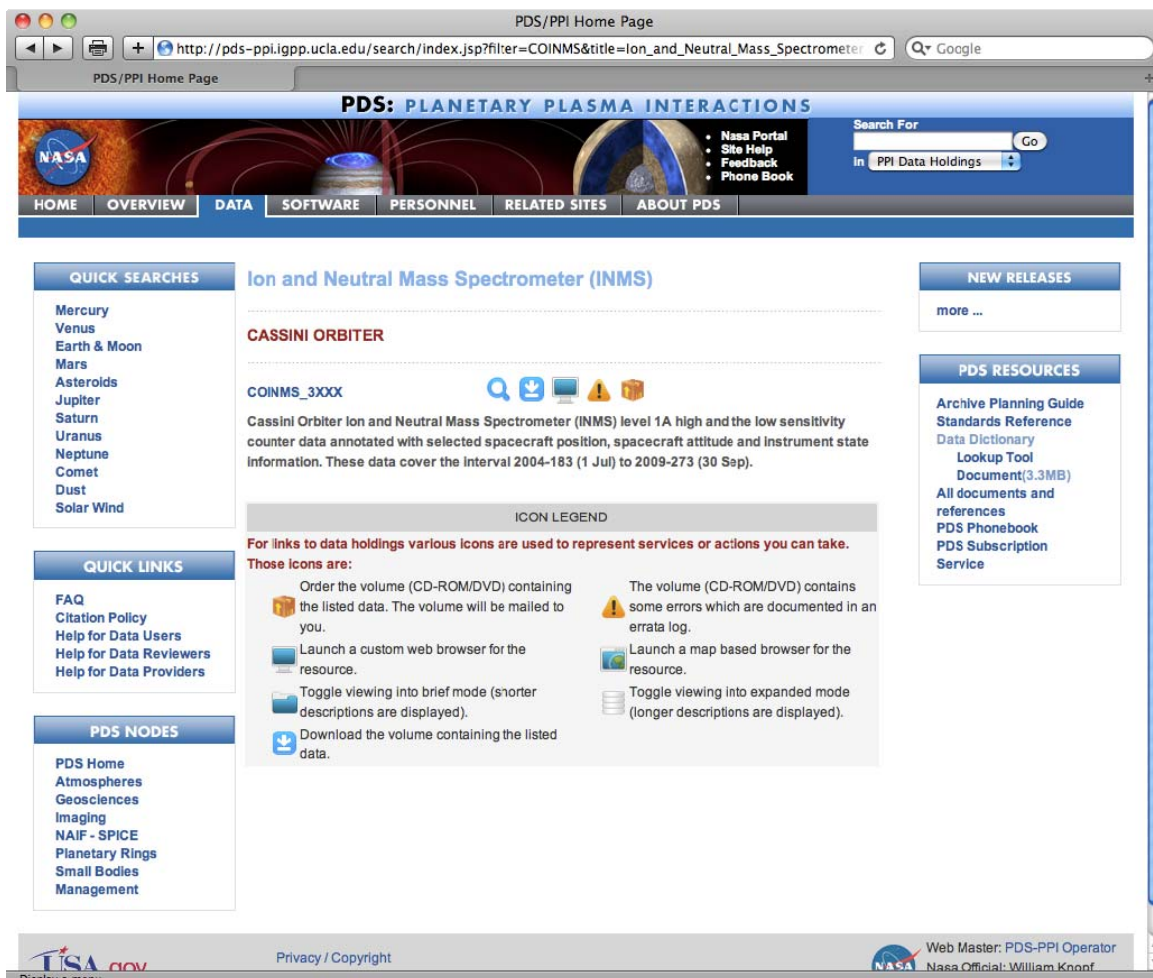 PDS/PPI Home Page
http://pds-ppi.igpp.ucla.edu/search/index.jsp?filter=COINMS&title=Ion_and_Neutral_Mass_Spectrometer
Google
PDS/PPI Home Page
PDS: PLANETARY PLASMA INTERACTIONS
NASA
Nasa Portal
Site Help
Feedback
Phone Book
Search For
Go
in PPI Data Holdings
HOME OVERVIEW DATA SOFTWARE PERSONNEL RELATED SITES ABOUT PDS
QUICK SEARCHES
Mercury
Venus
Earth & Moon
Mars
Asteroids
Jupiter
Saturn
Uranus
Neptune
Comet
Dust
Solar Wind
QUICK LINKS
FAQ
Citation Policy
Help for Data Users
Help for Data Reviewers
Help for Data Providers
PDS NODES
PDS Home
Atmospheres
Geosciences
Imaging
NAIF - SPICE
Planetary Rings
Small Bodies
Management
Ion and Neutral Mass Spectrometer (INMS)
CASSINI ORBITER
COINMS_3XXX
Cassini Orbiter Ion and Neutral Mass Spectrometer (INMS) level 1A high and the low sensitivity
counter data annotated with selected spacecraft position, spacecraft attitude and instrument state
information. These data cover the interval 2004-183 (1 Jul) to 2009-273 (30 Sep).
ICON LEGEND
For links to data holdings various icons are used to represent services or actions you can take.
Those icons are:
Order the volume (CD-ROM/DVD) containing
the listed data. The volume will be mailed to
you.
The volume (CD-ROM/DVD) contains
some errors which are documented in an
errata log.
Launch a custom web browser for the
resource.
Launch a map based browser for the
resource.
Toggle viewing into brief mode (shorter
descriptions are displayed).
Toggle viewing into expanded mode
(longer descriptions are displayed).
Download the volume containing the listed
data.
NEW RELEASES
more ...
PDS RESOURCES
Archive Planning Guide
Standards Reference
Data Dictionary
Lookup Tool
Document(3.3MB)
All documents and
references
PDS Phonebook
PDS Subscription
Service
USA.gov
Privacy / Copyright
NASA
Web Master: PDS-PPI Operator
Nasa Official: William Knopf
Display a menu